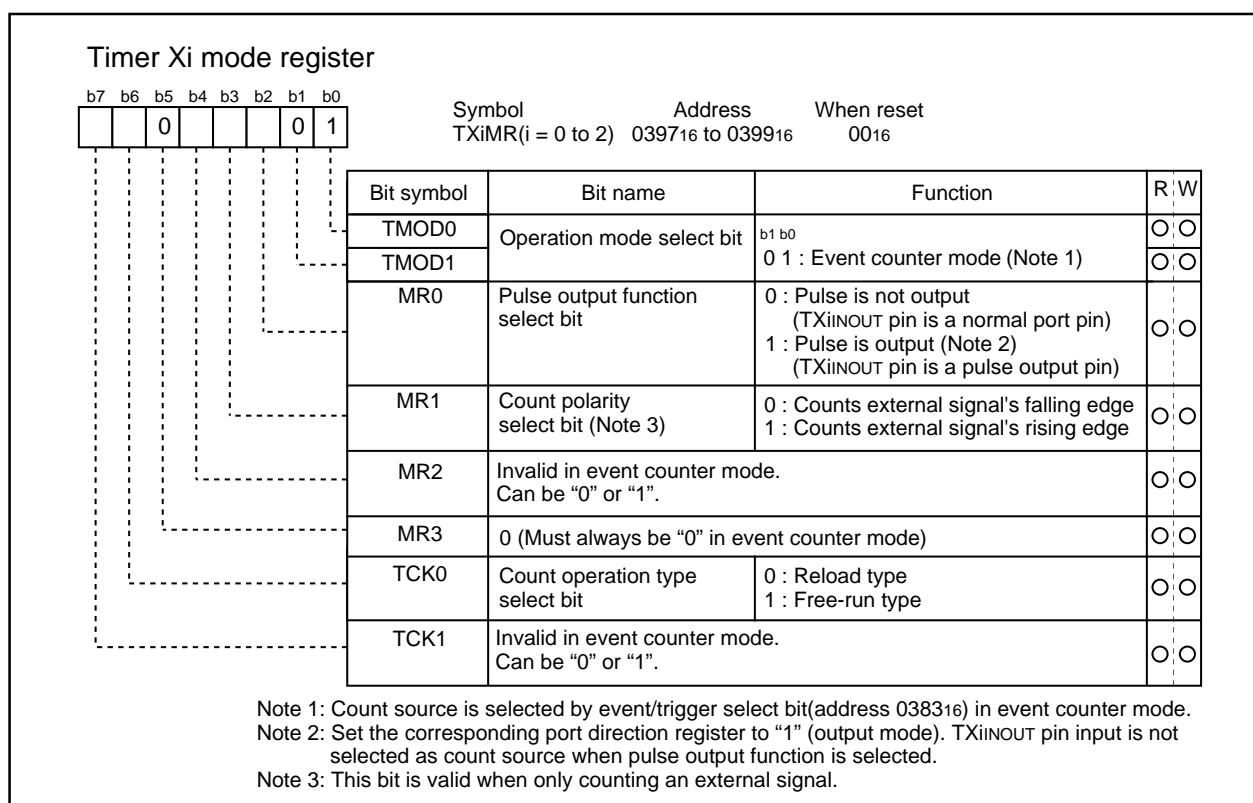 Timer Xi mode register
b7 b6 b5 b4 b3 b2 b1 b0
0 0 1
Symbol Address When reset
TXiMR(i = 0 to 2) 039716 to 039916 0016
Bit symbol Bit name Function R W
TMOD0 Operation mode select bit b1 b0
TMOD1 0 1 : Event counter mode (Note 1)
MR0 Pulse output function 0 : Pulse is not output
select bit (TXiINOUT pin is a normal port pin)
1 : Pulse is output (Note 2)
(TXiINOUT pin is a pulse output pin)
MR1 Count polarity 0 : Counts external signal's falling edge
select bit (Note 3) 1 : Counts external signal's rising edge
MR2 Invalid in event counter mode.
Can be “0” or “1”.
MR3 0 (Must always be “0” in event counter mode)
TCK0 Count operation type 0 : Reload type
select bit 1 : Free-run type
TCK1 Invalid in event counter mode.
Can be “0” or “1”.
Note 1: Count source is selected by event/trigger select bit(address 038316) in event counter mode.
Note 2: Set the corresponding port direction register to “1” (output mode). TXiINOUT pin input is not
selected as count source when pulse output function is selected.
Note 3: This bit is valid when only counting an external signal.